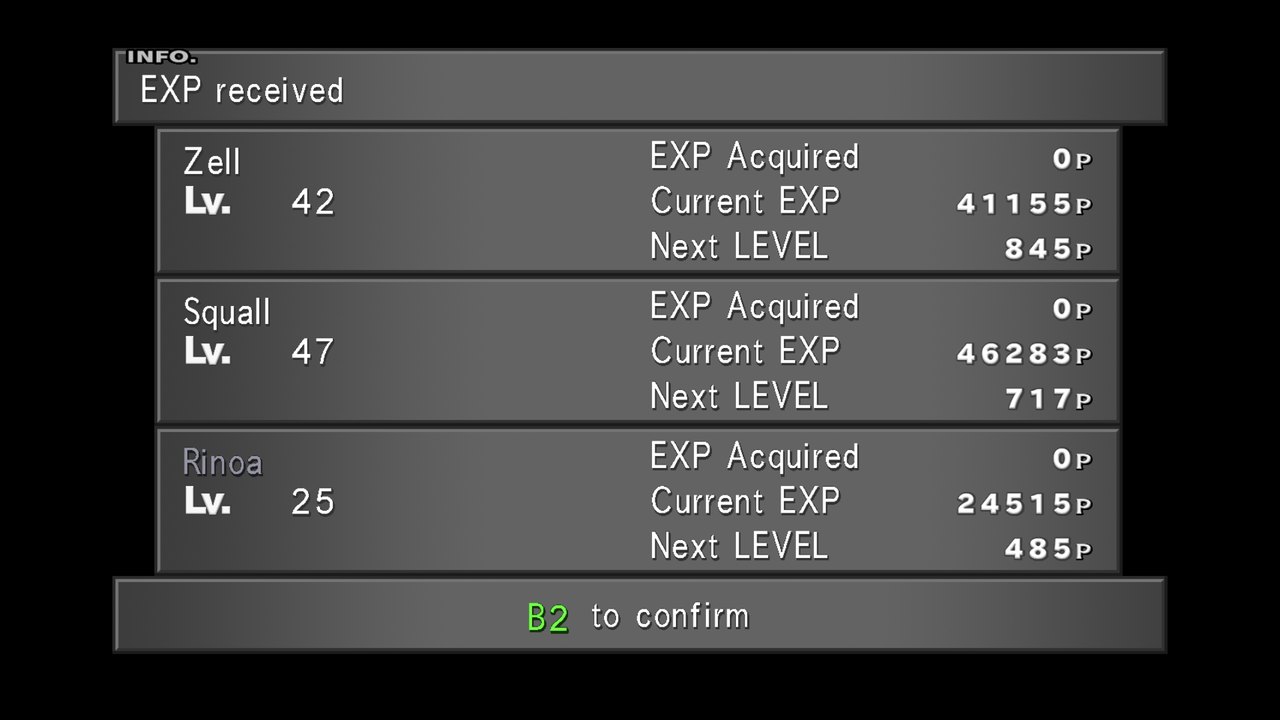 INFO.
EXP received
Zell
Lv. 42
EXP Acquired 0P
Current EXP 41155P
Next LEVEL 845P
Squall
Lv. 47
EXP Acquired 0P
Current EXP 46283P
Next LEVEL 717P
Rinoa
Lv. 25
EXP Acquired 0P
Current EXP 24515P
Next LEVEL 485P
B2 to confirm